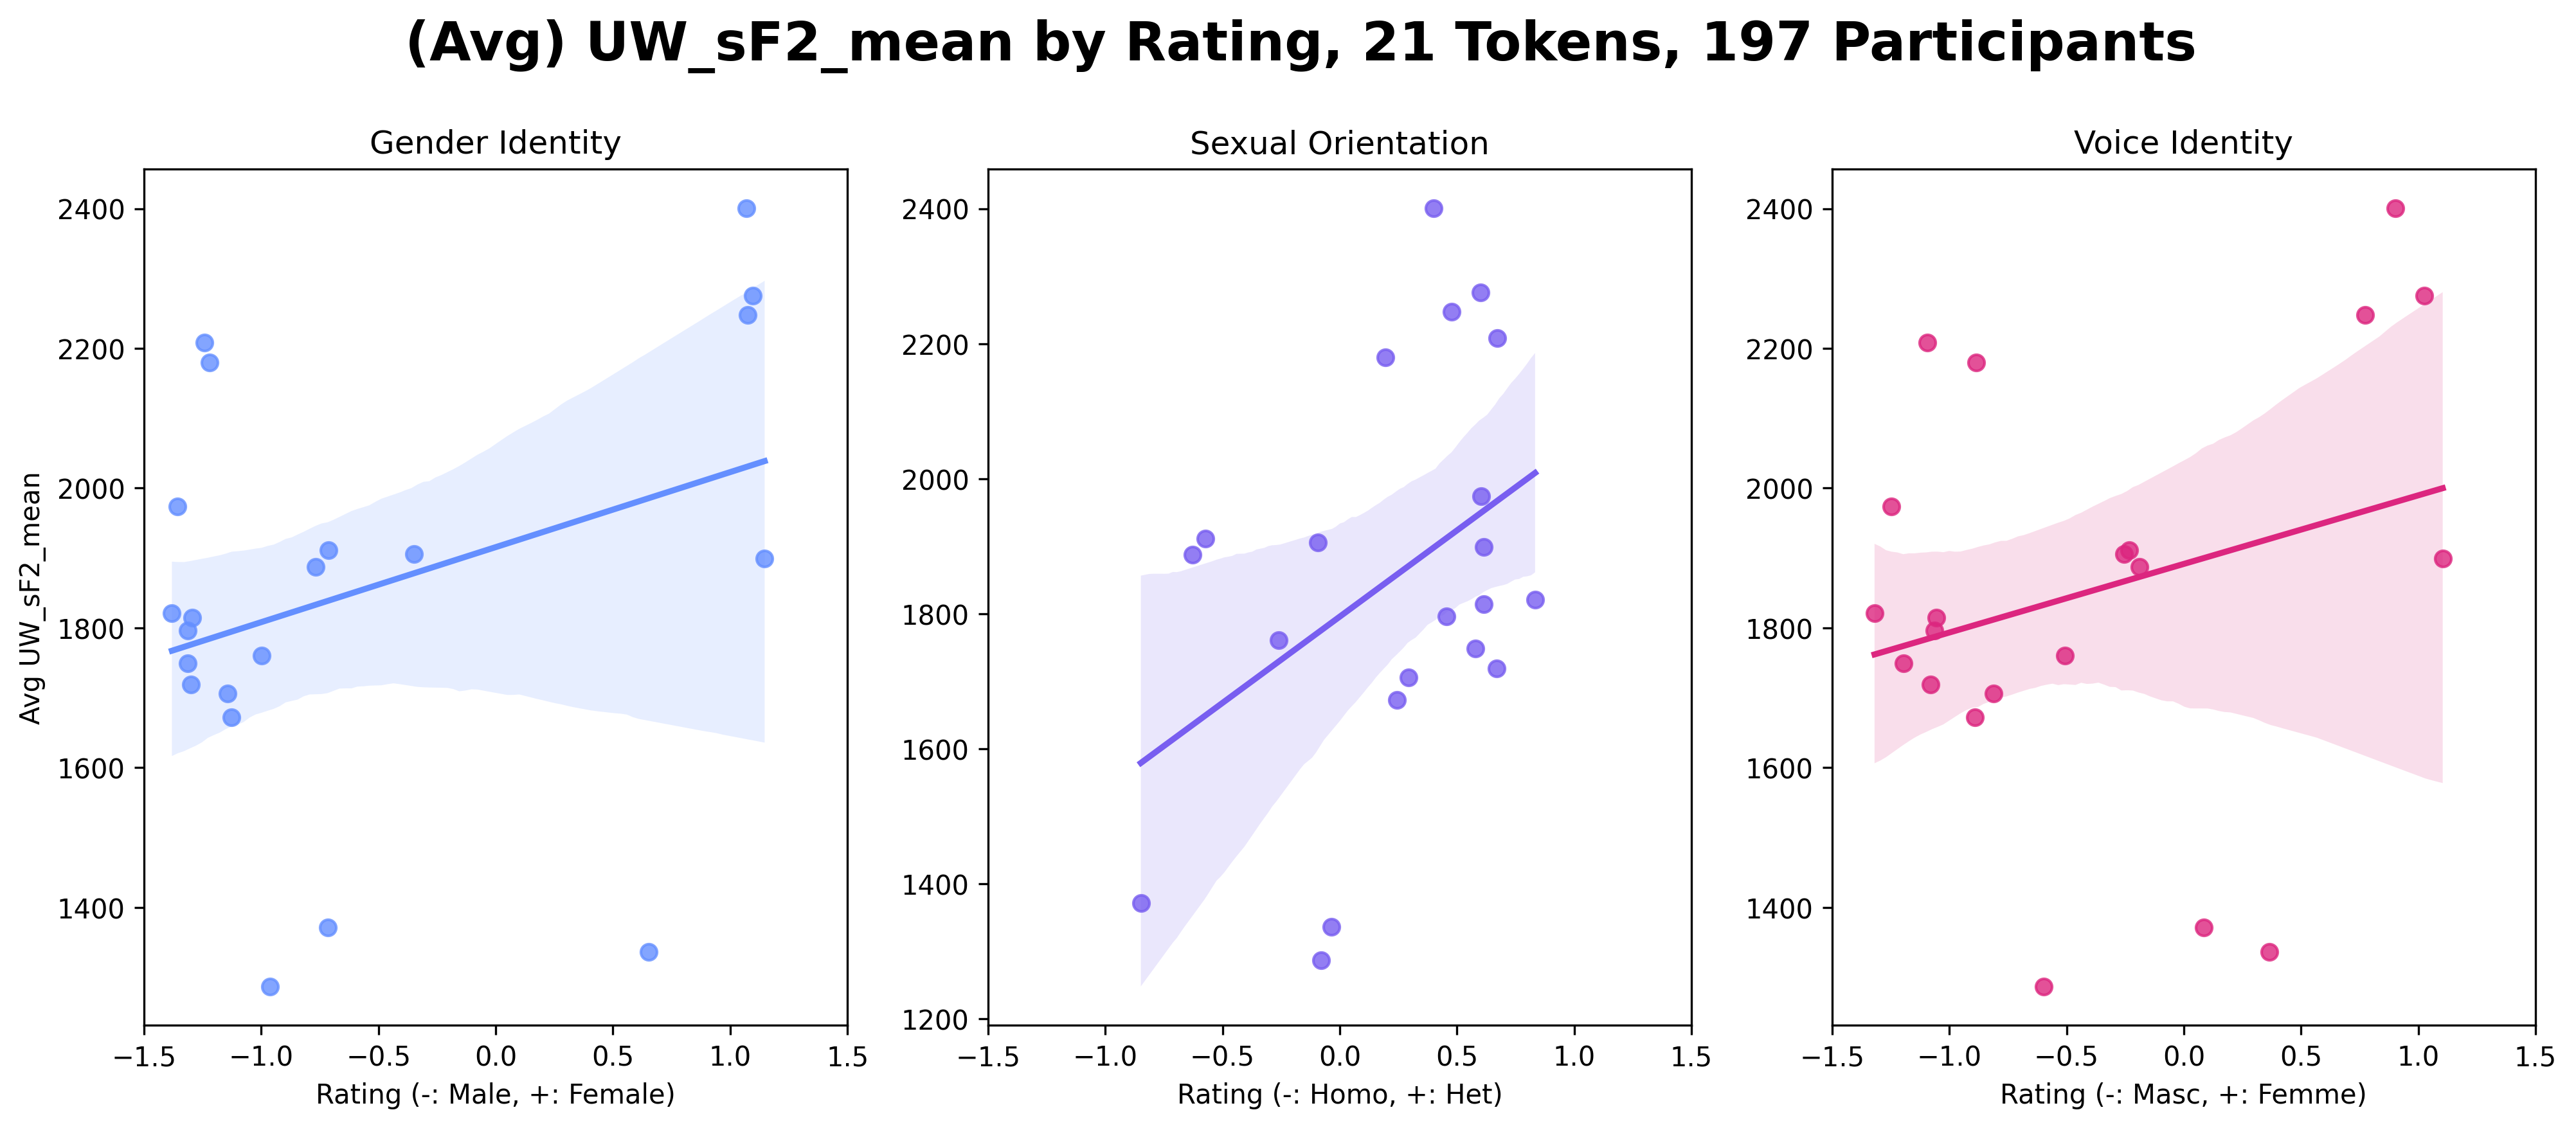 (Avg) UW_sF2_mean by Rating, 21 Tokens, 197 Participants
Gender Identity
Sexual Orientation
Voice Identity
Avg UW_sF2_mean
2400
2200
2000
1800
1600
1400
−1.5 −1.0 −0.5 0.0 0.5 1.0 1.5
Rating (-: Male, +: Female)
2400
2200
2000
1800
1600
1400
1200
−1.5 −1.0 −0.5 0.0 0.5 1.0 1.5
Rating (-: Homo, +: Het)
2400
2200
2000
1800
1600
1400
−1.5 −1.0 −0.5 0.0 0.5 1.0 1.5
Rating (-: Masc, +: Femme)